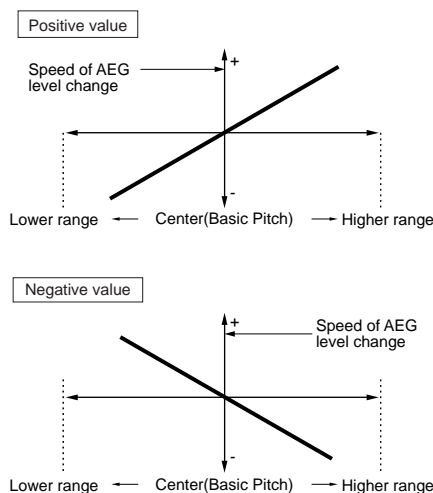 Positive value
Speed of AEG
level change
+
-
Lower range
Center(Basic Pitch)
Higher range
Negative value
+
Speed of AEG
level change
-
Lower range
Center(Basic Pitch)
Higher range